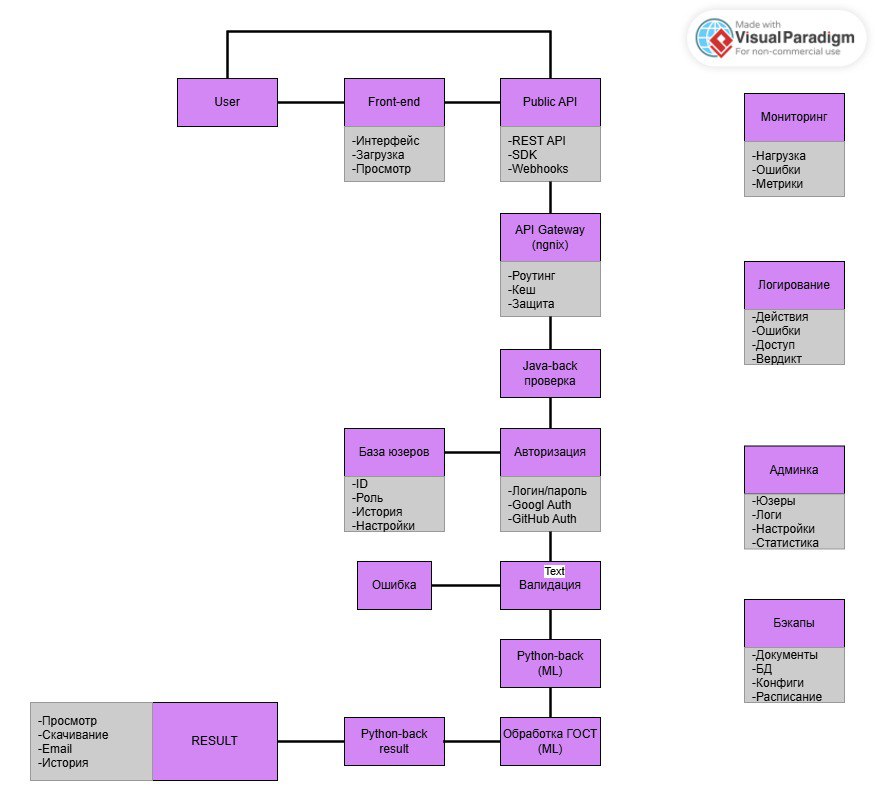 Made with
VisualParadigm
For non-commercial use
User
Front-end
-Интерфейс
-Загрузка
-Просмотр
Public API
-REST API
-SDK
-Webhooks
Мониторинг
-Нагрузка
-Ошибки
-Метрики
API Gateway
(ngnix)
-Роутинг
-Кеш
-Защита
Логирование
-Действия
-Ошибки
-Доступ
-Вердикт
Java-back
проверка
База юзеров
-ID
-Роль
-История
-Настройки
Авторизация
-Логин/пароль
-Googl Auth
-GitHub Auth
Админка
-Юзеры
-Логи
-Настройки
-Статистика
Ошибка
Text
Валидация
Python-back
(ML)
Бэкапы
-Документы
-БД
-Конфиги
-Расписание
-Просмотр
-Скачивание
-Email
-История
RESULT
Python-back
result
Обработка ГОСТ
(ML)